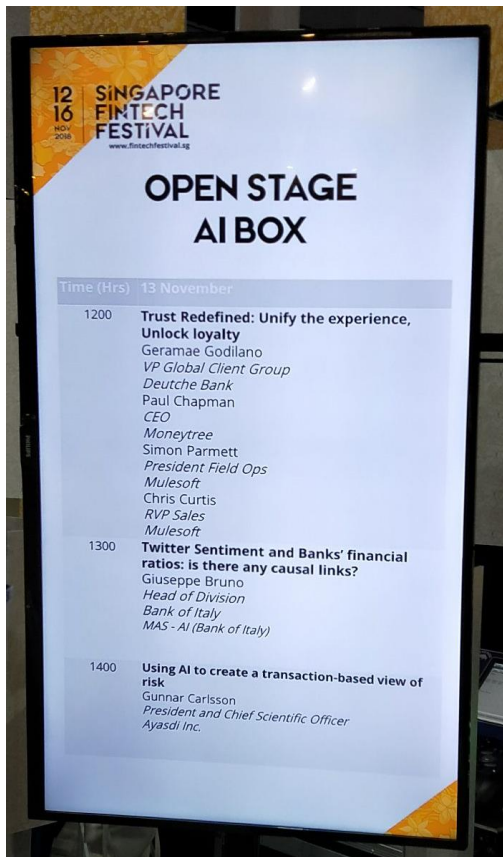 12
16
NOV
2018
SINGAPORE
FINTECH
FESTIVAL
www.fintechfestival.sg
OPEN STAGE
AI BOX
Time (Hrs) 13 November
1200 Trust Redefined: Unify the experience,
Unlock loyalty
Geramae Godilano
VP Global Client Group
Deutche Bank
Paul Chapman
CEO
Moneytree
Simon Parmett
President Field Ops
Mulesoft
Chris Curtis
RVP Sales
Mulesoft
1300 Twitter Sentiment and Banks' financial
ratios: is there any causal links?
Giuseppe Bruno
Head of Division
Bank of Italy
MAS - AI (Bank of Italy)
1400 Using AI to create a transaction-based view of
risk
Gunnar Carlsson
President and Chief Scientific Officer
Ayasdi Inc.
PHILIPS